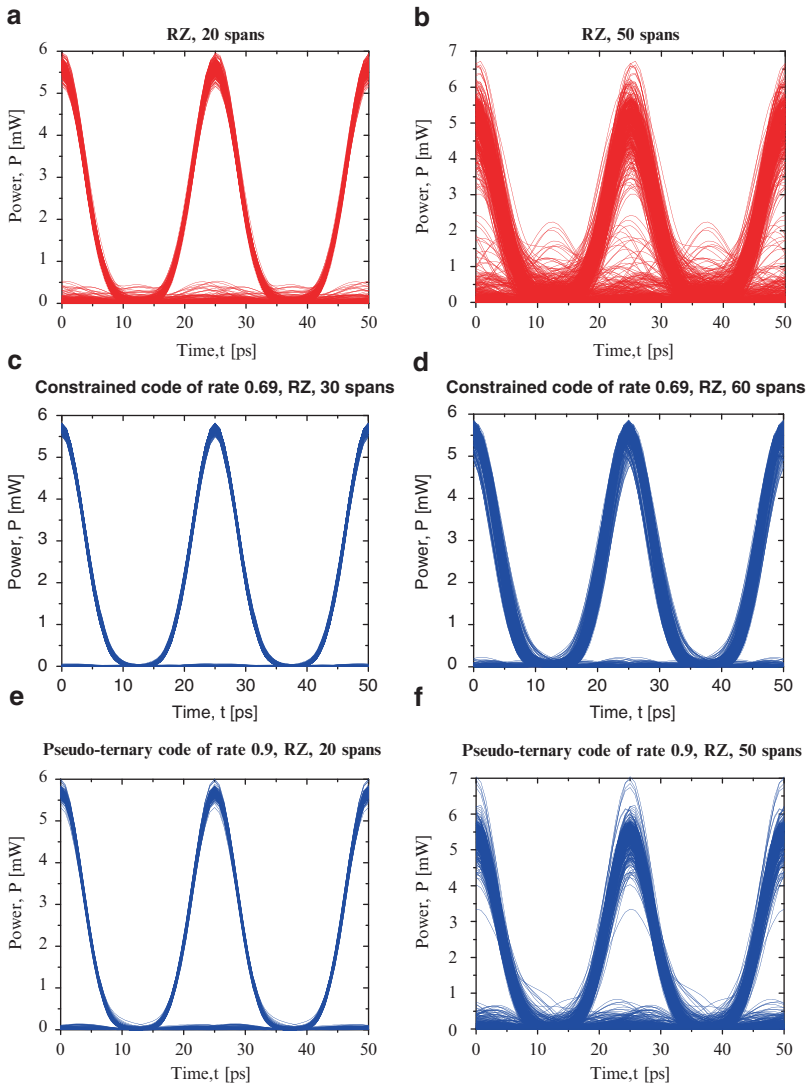 a
RZ, 20 spans
Power, P [mW]
6
5
4
3
2
1
0
0 10 20 30 40 50
Time,t [ps]
b
RZ, 50 spans
Power, P [mW]
7
6
5
4
3
2
1
0
0 10 20 30 40 50
Time,t [ps]
c
Constrained code of rate 0.69, RZ, 30 spans
Power, P [mW]
6
5
4
3
2
1
0
0 10 20 30 40 50
Time, t [ps]
d
Constrained code of rate 0.69, RZ, 60 spans
Power, P [mW]
6
5
4
3
2
1
0
0 10 20 30 40 50
Time, t [ps]
e
Pseudo-ternary code of rate 0.9, RZ, 20 spans
Power, P [mW]
6
5
4
3
2
1
0
0 10 20 30 40 50
Time,t [ps]
f
Pseudo-ternary code of rate 0.9, RZ, 50 spans
Power, P [mW]
7
6
5
4
3
2
1
0
0 10 20 30 40 50
Time,t [ps]